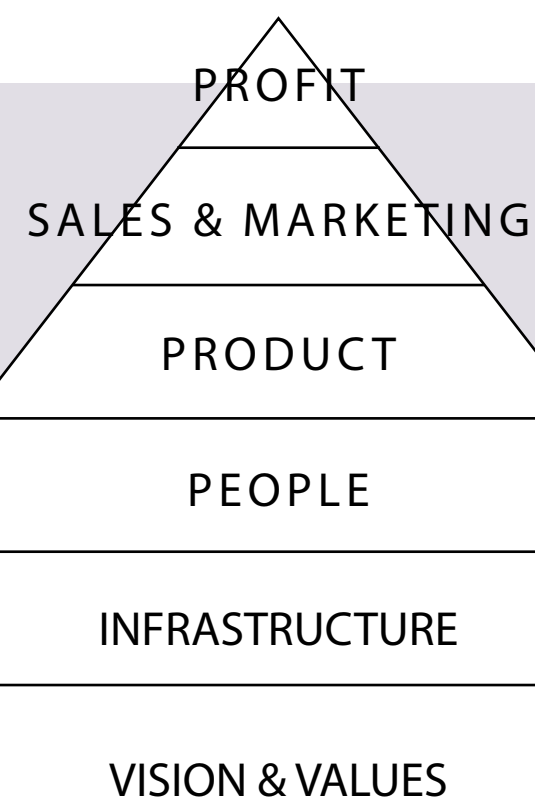 PROFIT
SALES & MARKETING
PRODUCT
PEOPLE
INFRASTRUCTURE
VISION & VALUES